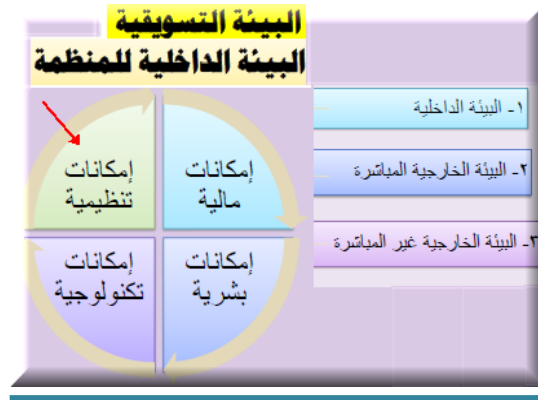 البيئة التسويقية
البيئة الداخلية للمنظمة
١- البيئة الداخلية
٢- البيئة الخارجية المباشرة
٣- البيئة الخارجية غير المباشرة
إمكانات
مالية
إمكانات
تنظيمية
إمكانات
بشرية
إمكانات
تكنولوجية